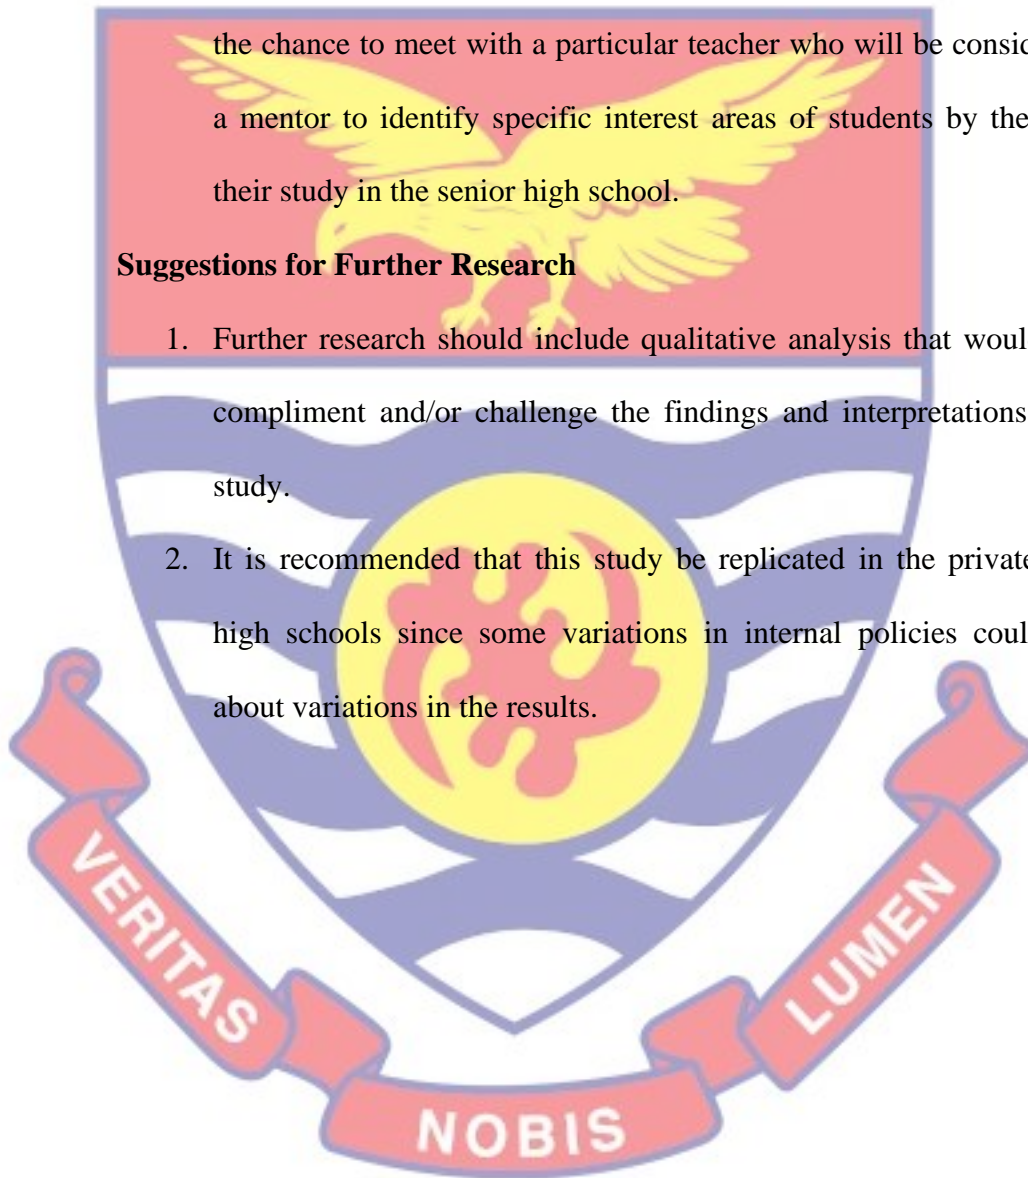 the chance to meet with a particular teacher who will be consid
a mentor to identify specific interest areas of students by the
their study in the senior high school.
Suggestions for Further Research
1. Further research should include qualitative analysis that woul
compliment and/or challenge the findings and interpretations
study.
2. It is recommended that this study be replicated in the private
high schools since some variations in internal policies coul
about variations in the results.
VERITAS
NOBIS
LUMEN